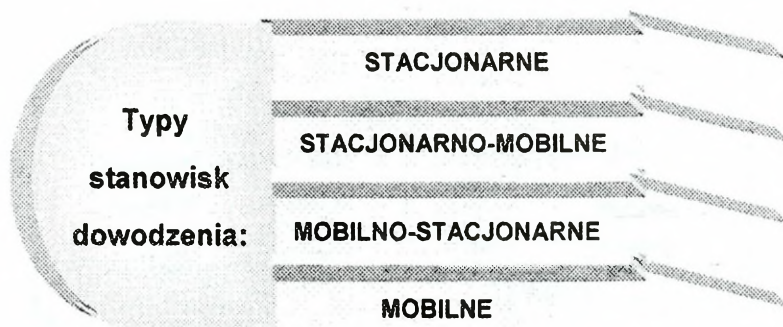 Typy
stanowisk
dowodzenia:
STACJONARNE
STACJONARNO-MOBILNE
MOBILNO-STACJONARNE
MOBILNE